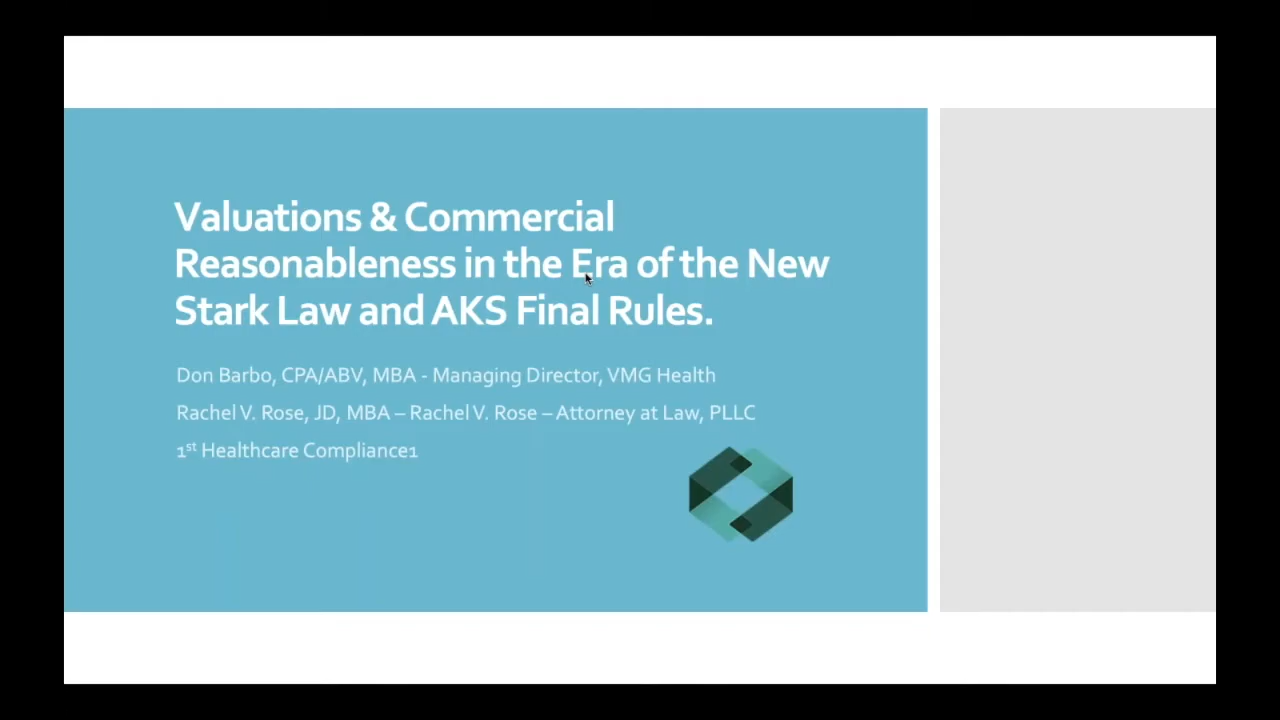 Valuations & Commercial
Reasonableness in the Era of the New
Stark Law and AKS Final Rules.
Don Barbo, CPA/ABV, MBA - Managing Director, VMG Health
Rachel V. Rose, JD, MBA – Rachel V. Rose – Attorney at Law, PLLC
1st Healthcare Compliance1